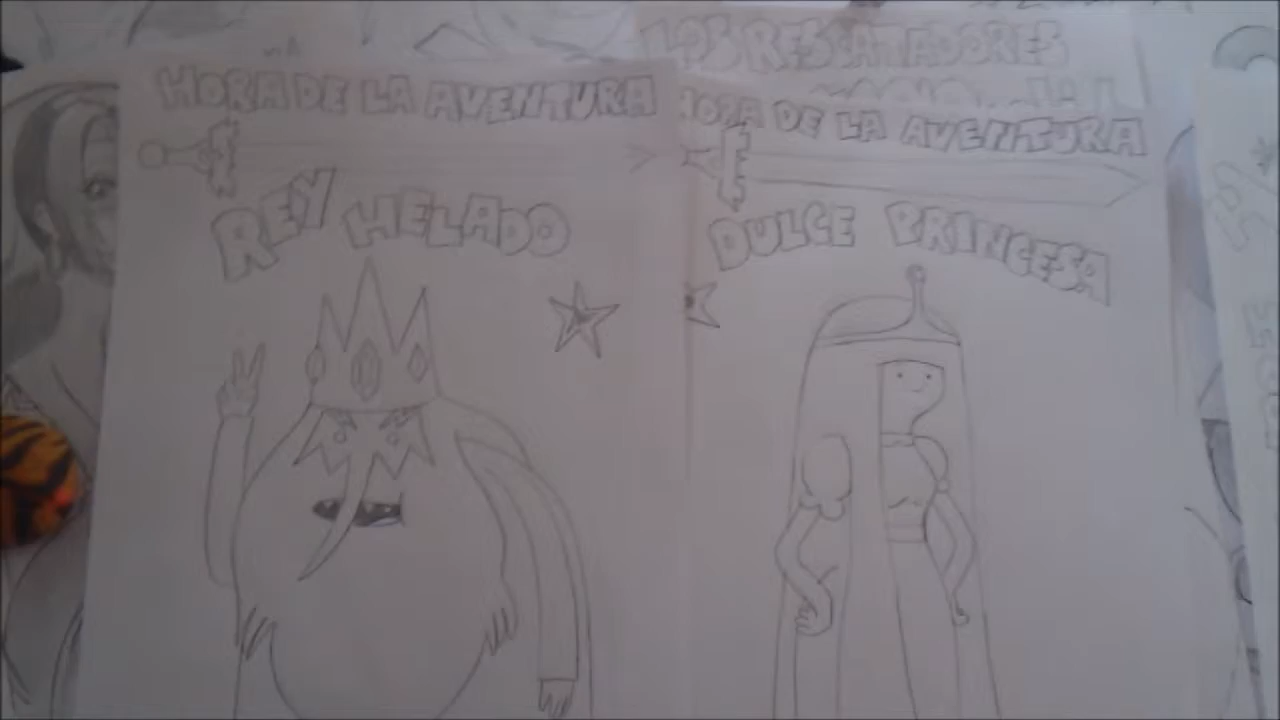 HORA DE LA AVENTURA
REY HELADO
LOS RESCATADORES
HORA DE LA AVENTURA
DULCE PRINCESA